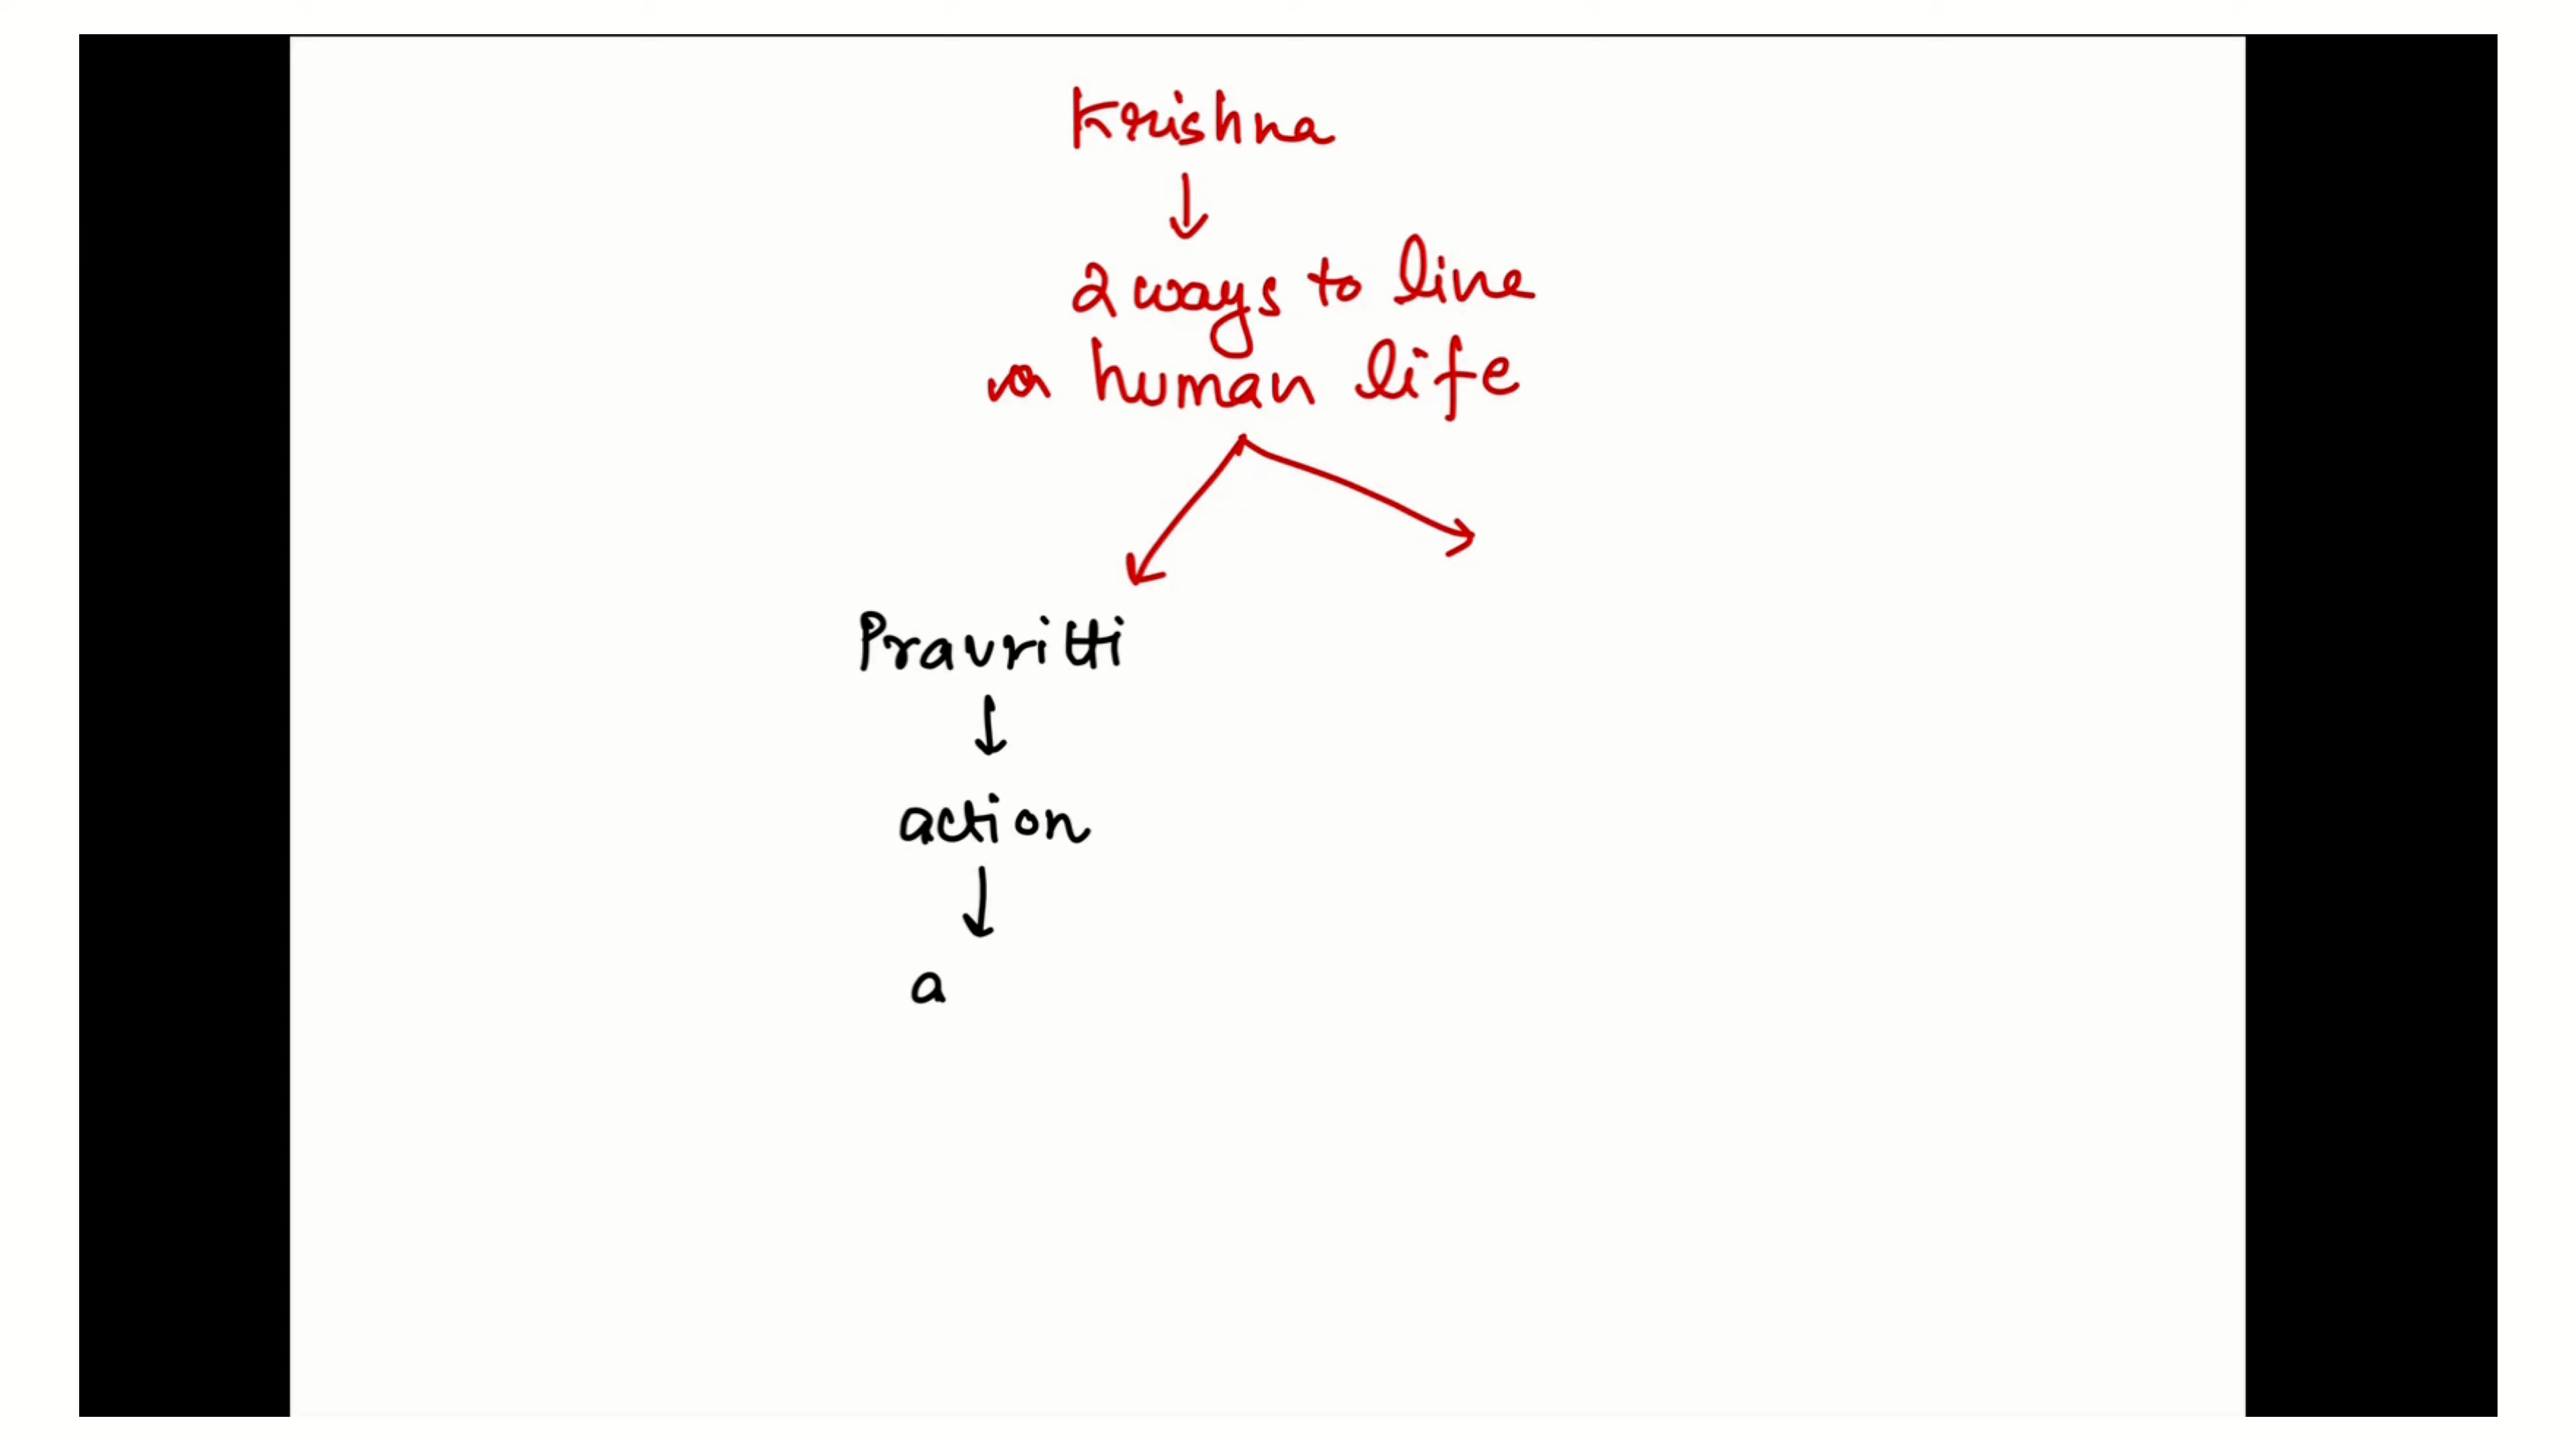 Krishna
2 ways to live
human life
Pravritti
action
a